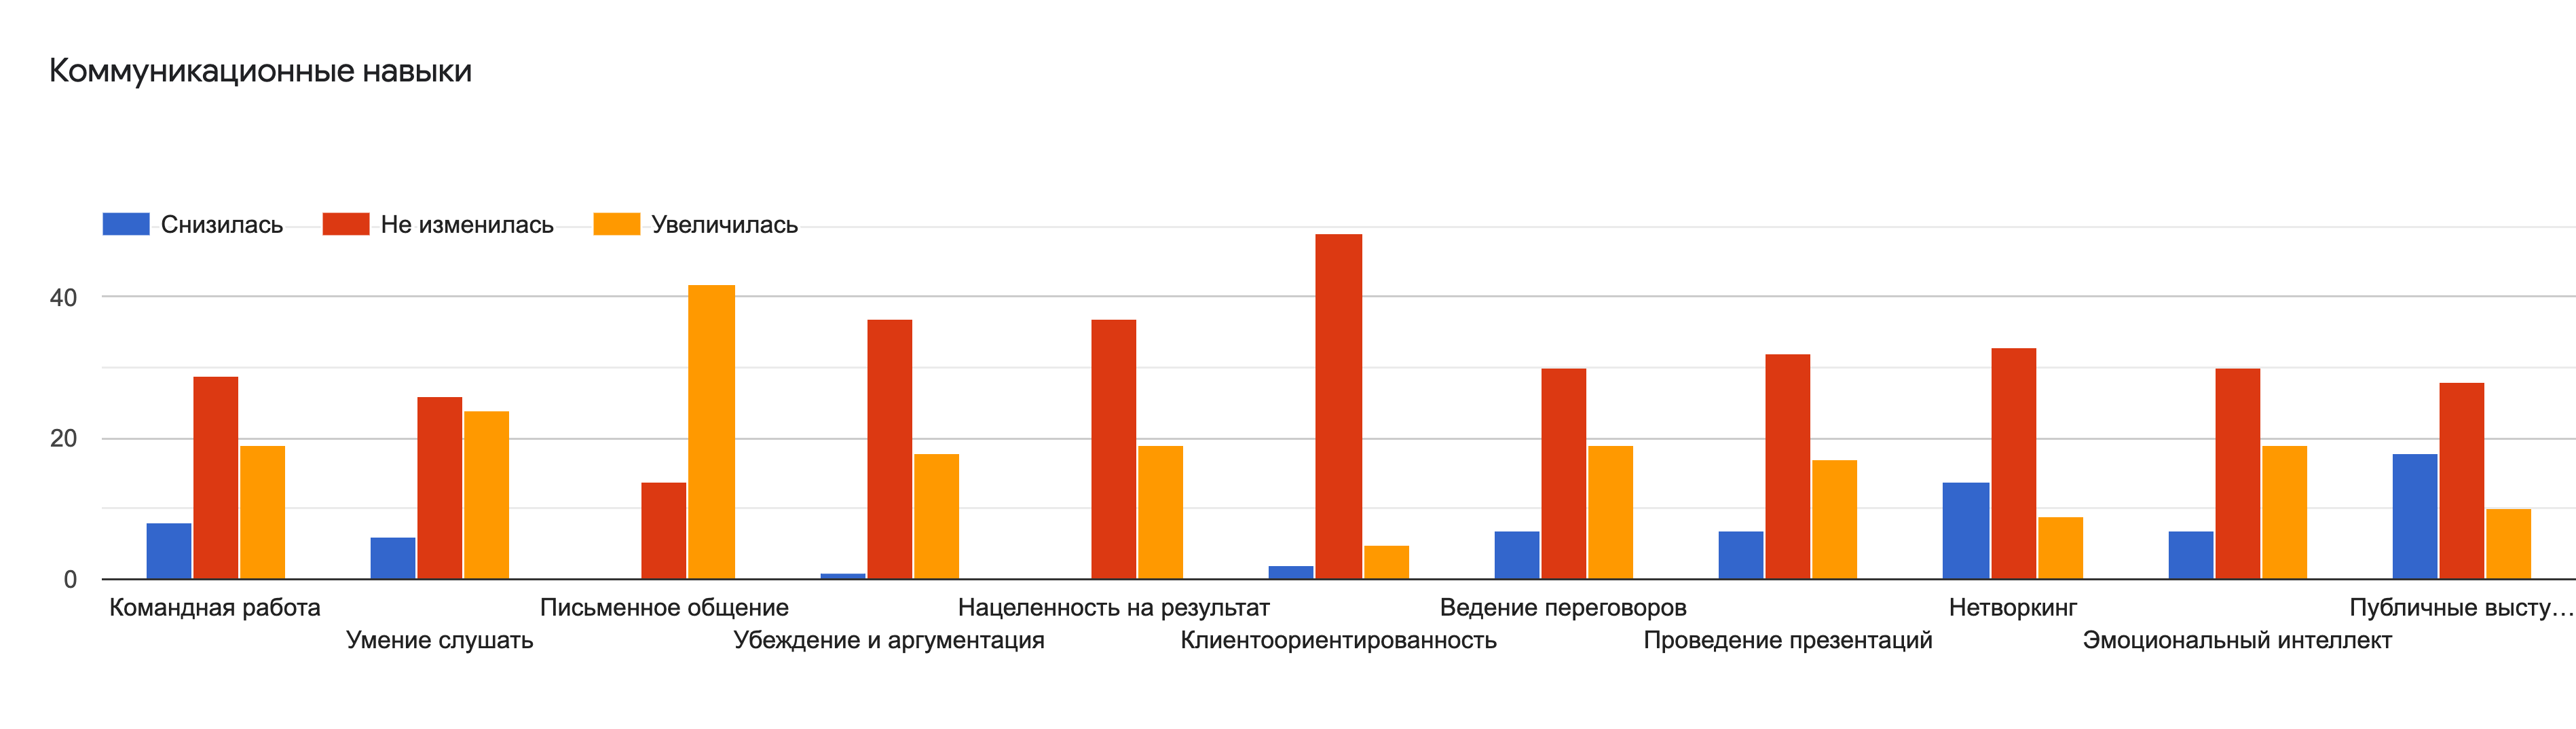 Коммуникационные навыки
Снизилась Не изменилась Увеличилась
40
20
0
Командная работа Письменное общение Нацеленность на результат Ведение переговоров Нетворкинг Публичные высту…
Умение слушать Убеждение и аргументация Клиентоориентированность Проведение презентаций Эмоциональный интеллект